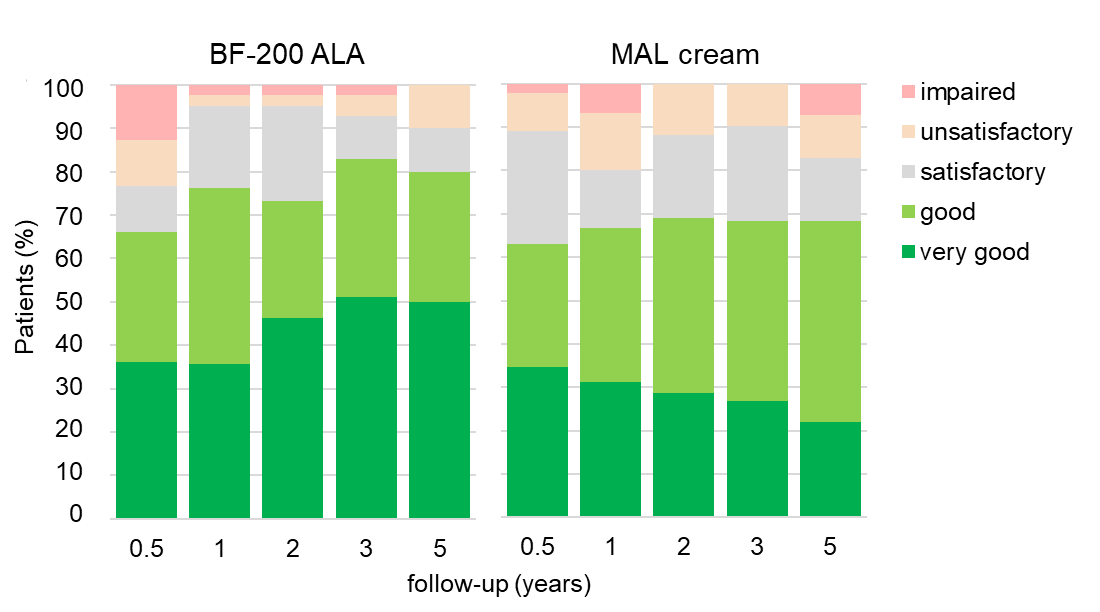 BF-200 ALA
MAL cream
100
90
80
70
60
50
40
30
20
10
0
Patients (%)
0.5 1 2 3 5
0.5 1 2 3 5
follow-up (years)
impaired
unsatisfactory
satisfactory
good
very good